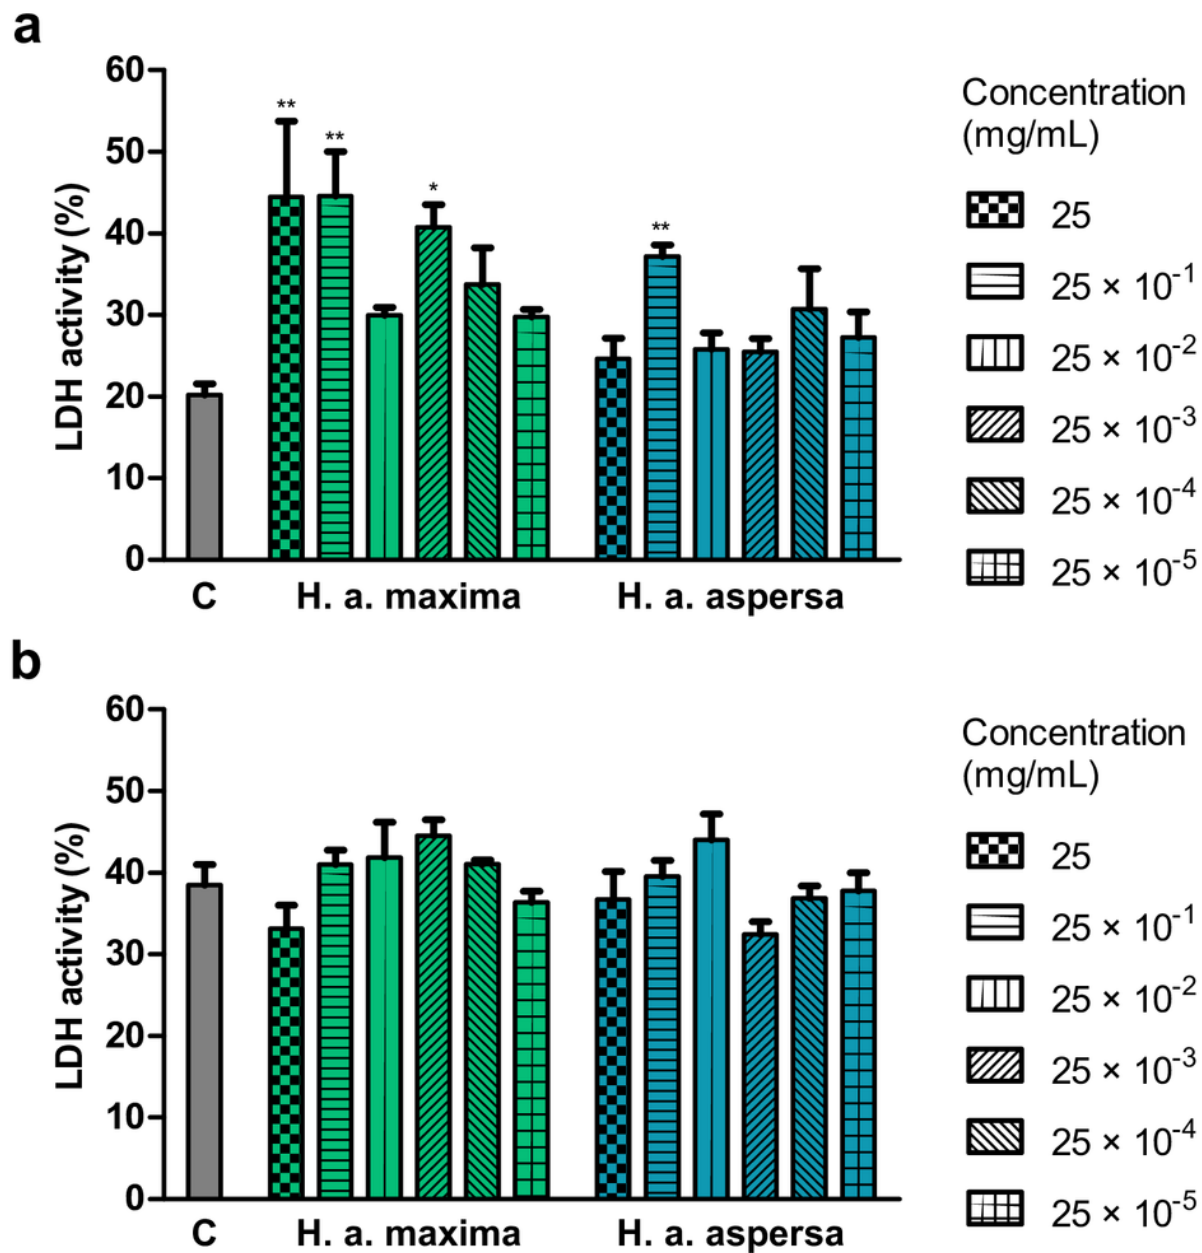 a
60
50
40
30
20
10
0
LDH activity (%)
**
**
*
**
C
H. a. maxima
H. a. aspersa
Concentration
(mg/mL)
25
25 × 10⁻¹
25 × 10⁻²
25 × 10⁻³
25 × 10⁻⁴
25 × 10⁻⁵
b
60
50
40
30
20
10
0
LDH activity (%)
C
H. a. maxima
H. a. aspersa
Concentration
(mg/mL)
25
25 × 10⁻¹
25 × 10⁻²
25 × 10⁻³
25 × 10⁻⁴
25 × 10⁻⁵